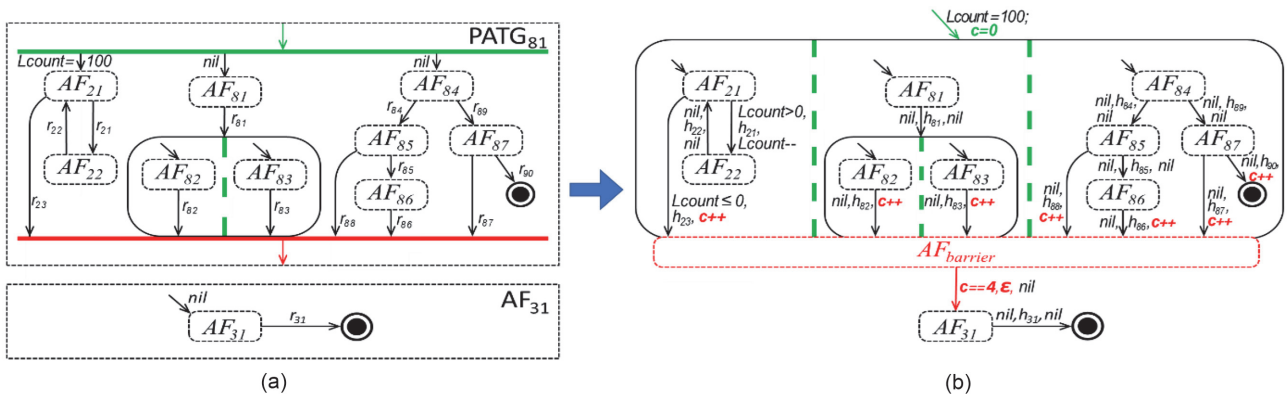 PATG81
Lcount= 100
nil
nil
AF21
AF81
AF84
r22
r21
r81
r84
r89
AF22
AF85
AF87
AF82
AF83
r85
r90
AF86
r23
r82
r83
r88
r86
r87
AF31
nil
AF31
r31
(a)
Lcount=100;
c=0
AF21
AF81
AF84
nil,
h22,
nil
Lcount>0,
h21,
Lcount--
nil, h81, nil
nil,h84,
nil
nil, h89,
nil
AF22
AF85
AF87
AF82
AF83
nil, h85, nil
nil, h90,
c++
AF86
Lcount ≤ 0,
h23, c++
nil,h82, c++
nil,h83, c++
nil,
h88,
c++
nil, h86, c++
nil,
h87,
c++
AFbarrier
c==4,ε, nil
AF31
nil, h31, nil
(b)